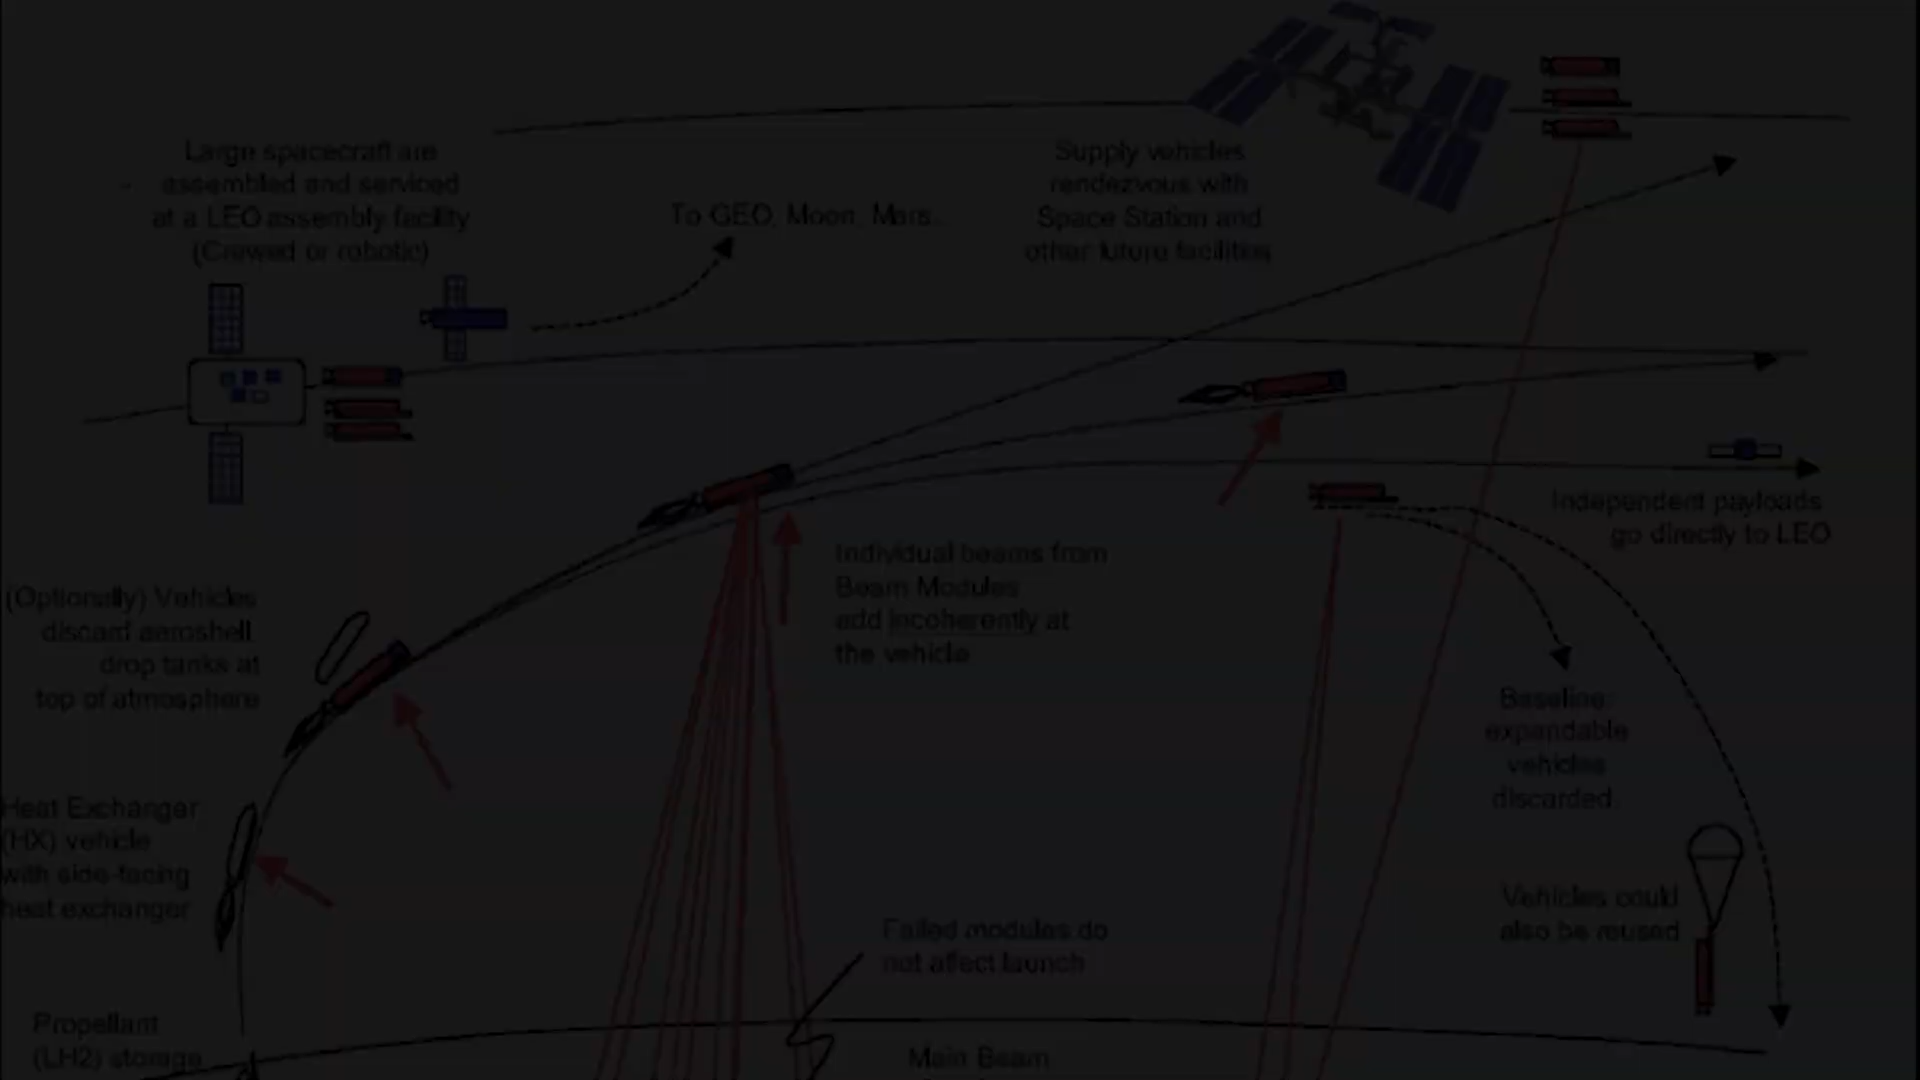 Large spacecraft are
assembled and serviced
at a LEO assembly facility
(Crewed or robotic)
To GEO, Moon, Mars...
Supply vehicles
rendezvous with
Space Station and
other future facilities
Independent payloads
go directly to LEO
Individual beams from
Beam Modules
add incoherently at
the vehicle
(Optionally) Vehicles
discard aeroshell,
drop tanks at
top of atmosphere
Baseline:
expandable
vehicles
discarded.
Heat Exchanger
(HX) vehicle
with side-facing
heat exchanger
Vehicles could
also be reused
Failed modules do
not affect launch
Propellant
(LH2) storage
Main Beam